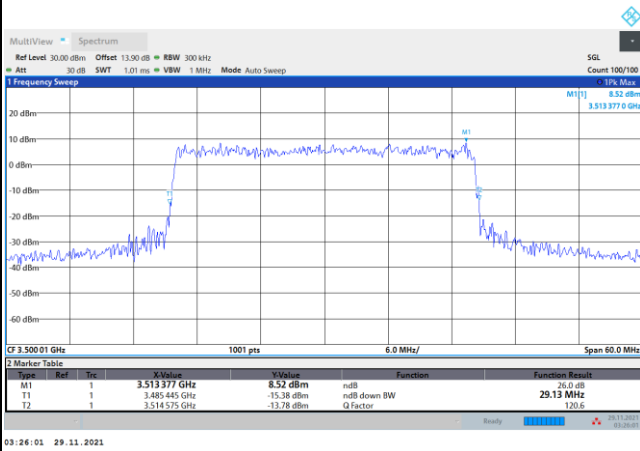 MultiView Spectrum
Ref Level 30.00 dBm Offset 13.90 dB RBW 300 kHz SGL
Att 30 dB SWT 1.01 ms VBW 1 MHz Mode Auto Sweep Count 100/100
1 Frequency Sweep 1Pk Max
M1[1] 8.52 dBm
3.513 377 0 GHz
20 dBm
M1
10 dBm
0 dBm
-10 dBm
T1
-20 dBm
-30 dBm
-40 dBm
-50 dBm
-60 dBm
CF 3.500 01 GHz 1001 pts 6.0 MHz/ Span 60.0 MHz
2 Marker Table
Type Ref Trc X-Value Y-Value Function Function Result
M1 1 3.513 377 GHz 8.52 dBm ndB 26.0 dB
T1 1 3.485 445 GHz -15.38 dBm ndB down BW 29.13 MHz
T2 1 3.514 575 GHz -13.78 dBm Q Factor 120.6
Ready 29.11.2021
03:26:01
03:26:01 29.11.2021